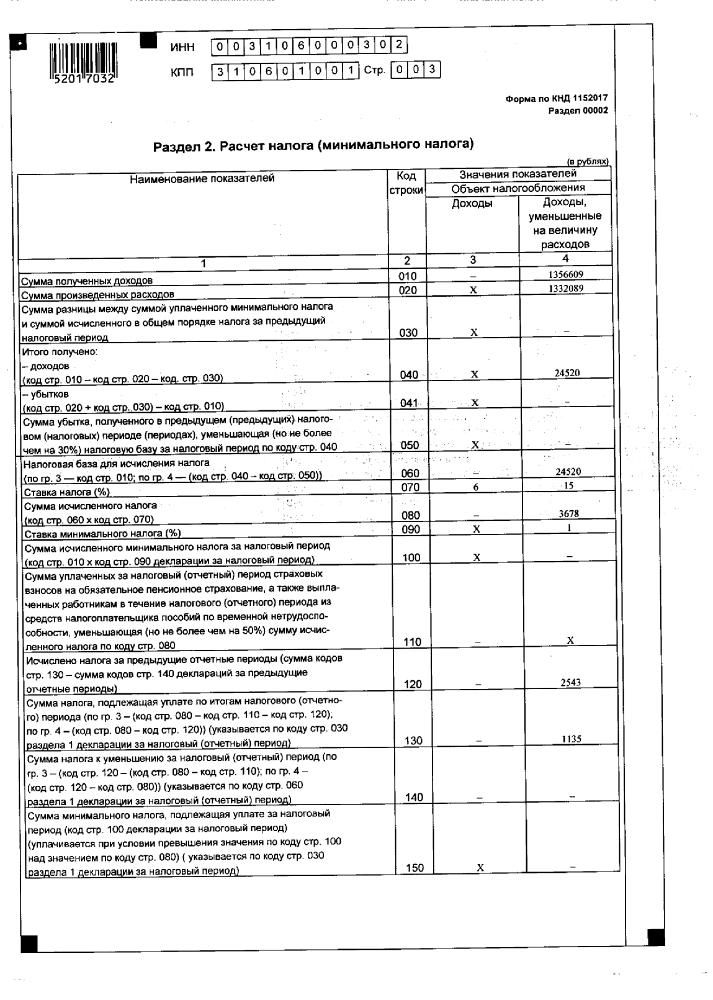 ИНН 003106000302
52017032
КПП 310601001 Стр. 003
Форма по КНД 1152017
Раздел 00002
Раздел 2. Расчет налога (минимального налога)
(в рублях)
Наименование показателей Код строки Значения показателей
Объект налогообложения
Доходы Доходы, уменьшенные на величину расходов
1 2 3 4
Сумма полученных доходов 010 – 1356609
Сумма произведенных расходов 020 X 1332089
Сумма разницы между суммой уплаченного минимального налога
и суммой исчисленного в общем порядке налога за предыдущий
налоговый период 030 X –
Итого получено:
– доходов
(код стр. 010 – код стр. 020 – код. стр. 030) 040 X 24520
– убытков
(код стр. 020 + код стр. 030) – код стр. 010) 041 X –
Сумма убытка, полученного в предыдущем (предыдущих) налого-
вом (налоговых) периоде (периодах), уменьшающая (но не более
чем на 30%) налоговую базу за налоговый период по коду стр. 040 050 X –
Налоговая база для исчисления налога
(по гр. 3 — код стр. 010; по гр. 4 — (код стр. 040 – код стр. 050)) 060 – 24520
Ставка налога (%) 070 6 15
Сумма исчисленного налога
(код стр. 060 х код стр. 070) 080 – 3678
Ставка минимального налога (%) 090 X 1
Сумма исчисленного минимального налога за налоговый период
(код стр. 010 х код стр. 090 декларации за налоговый период) 100 X –
Сумма уплаченных за налоговый (отчетный) период страховых
взносов на обязательное пенсионное страхование, а также выпла-
ченных работникам в течение налогового (отчетного) периода из
средств налогоплательщика пособий по временной нетрудоспо-
собности, уменьшающая (но не более чем на 50%) сумму исчис-
ленного налога по коду стр. 080 110 – X
Исчислено налога за предыдущие отчетные периоды (сумма кодов
стр. 130 – сумма кодов стр. 140 деклараций за предыдущие
отчетные периоды) 120 – 2543
Сумма налога, подлежащая уплате по итогам налогового (отчетно-
го) периода (по гр. 3 – (код стр. 080 – код стр. 110 – код стр. 120);
по гр. 4 – (код стр. 080 – код стр. 120)) (указывается по коду стр. 030
раздела 1 декларации за налоговый (отчетный) период) 130 – 1135
Сумма налога к уменьшению за налоговый (отчетный) период (по
гр. 3 – (код стр. 120 – (код стр. 080 – код стр. 110); по гр. 4 –
(код стр. 120 – код стр. 080)) (указывается по коду стр. 060
раздела 1 декларации за налоговый (отчетный) период) 140 – –
Сумма минимального налога, подлежащая уплате за налоговый
период (код стр. 100 декларации за налоговый период)
(уплачивается при условии превышения значения по коду стр. 100
над значением по коду стр. 080) ( указывается по коду стр. 030
раздела 1 декларации за налоговый период) 150 X –